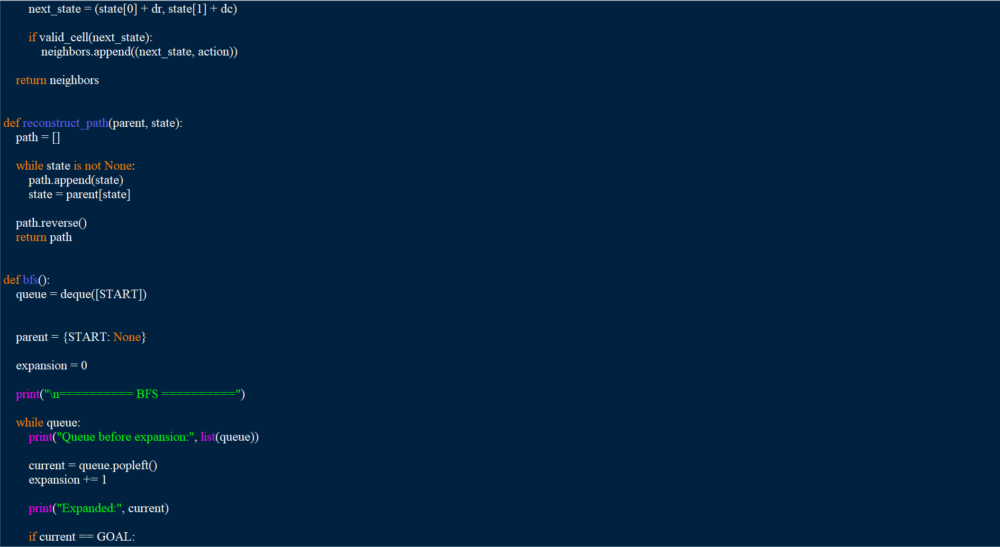 next_state = (state[0] + dr, state[1] + dc)
if valid_cell(next_state):
neighbors.append((next_state, action))
return neighbors
def reconstruct_path(parent, state):
path = []
while state is not None:
path.append(state)
state = parent[state]
path.reverse()
return path
def bfs():
queue = deque([START])
parent = {START: None}
expansion = 0
print("\n========== BFS ==========")
while queue:
print("Queue before expansion:", list(queue))
current = queue.popleft()
expansion += 1
print("Expanded:", current)
if current == GOAL: